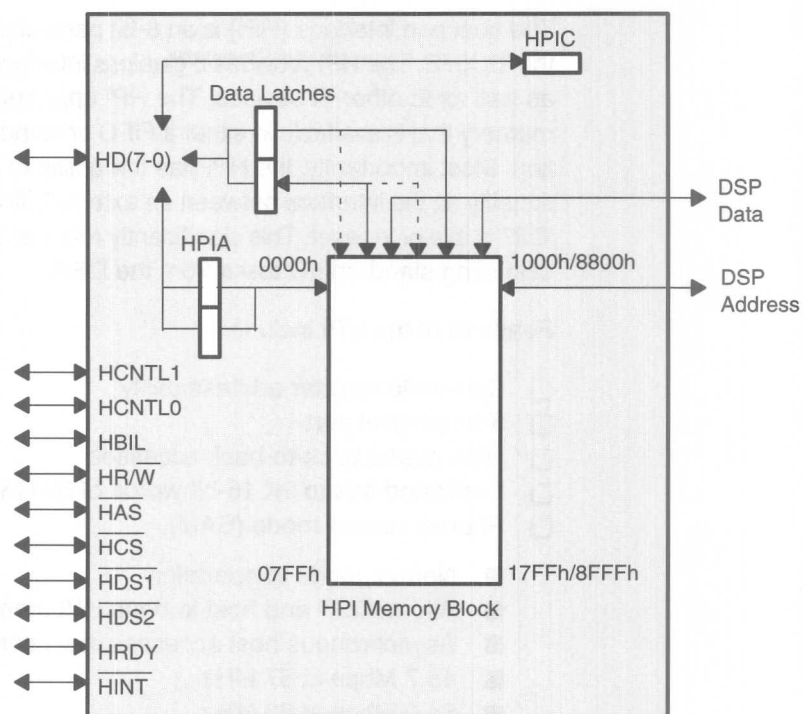 HPIC
Data Latches
HD(7-0)
DSP
Data
HPIA
0000h
1000h/8800h
DSP
Address
HCNTL1
HCNTL0
HBIL
HR/W̅
HAS
H̅C̅S̅
HDS1
HDS2
HRDY
HINT̅
07FFh
17FFh/8FFFh
HPI Memory Block